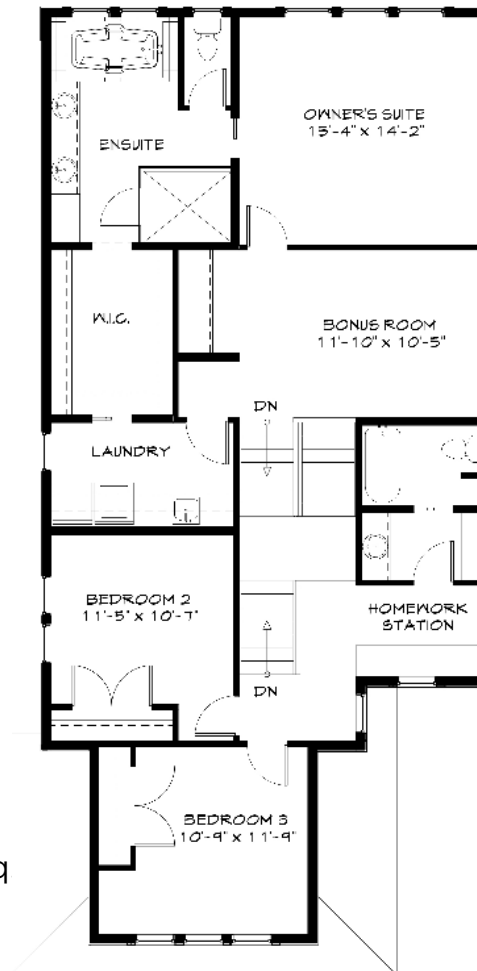 OWNER'S SUITE
13'-4" x 14'-2"
ENSUITE
W.I.C.
BONUS ROOM
11'-10" x 10'-5"
DN
LAUNDRY
BEDROOM 2
11'-5" x 10'-7"
HOMEWORK
STATION
DN
BEDROOM 3
10'-9" x 11'-9"
q